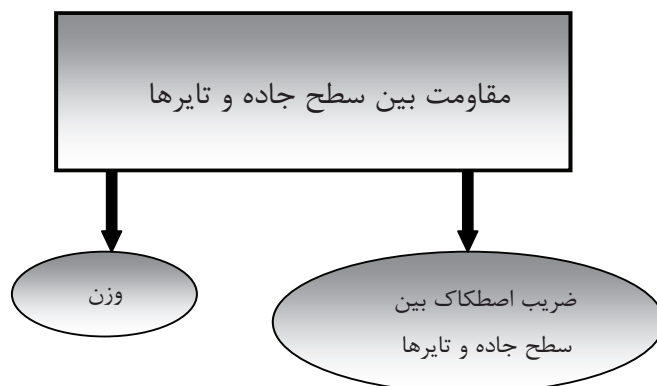 مقاومت بین سطح جاده و تایرها
ضریب اصطکاک بین
سطح جاده و تایرها
وزن